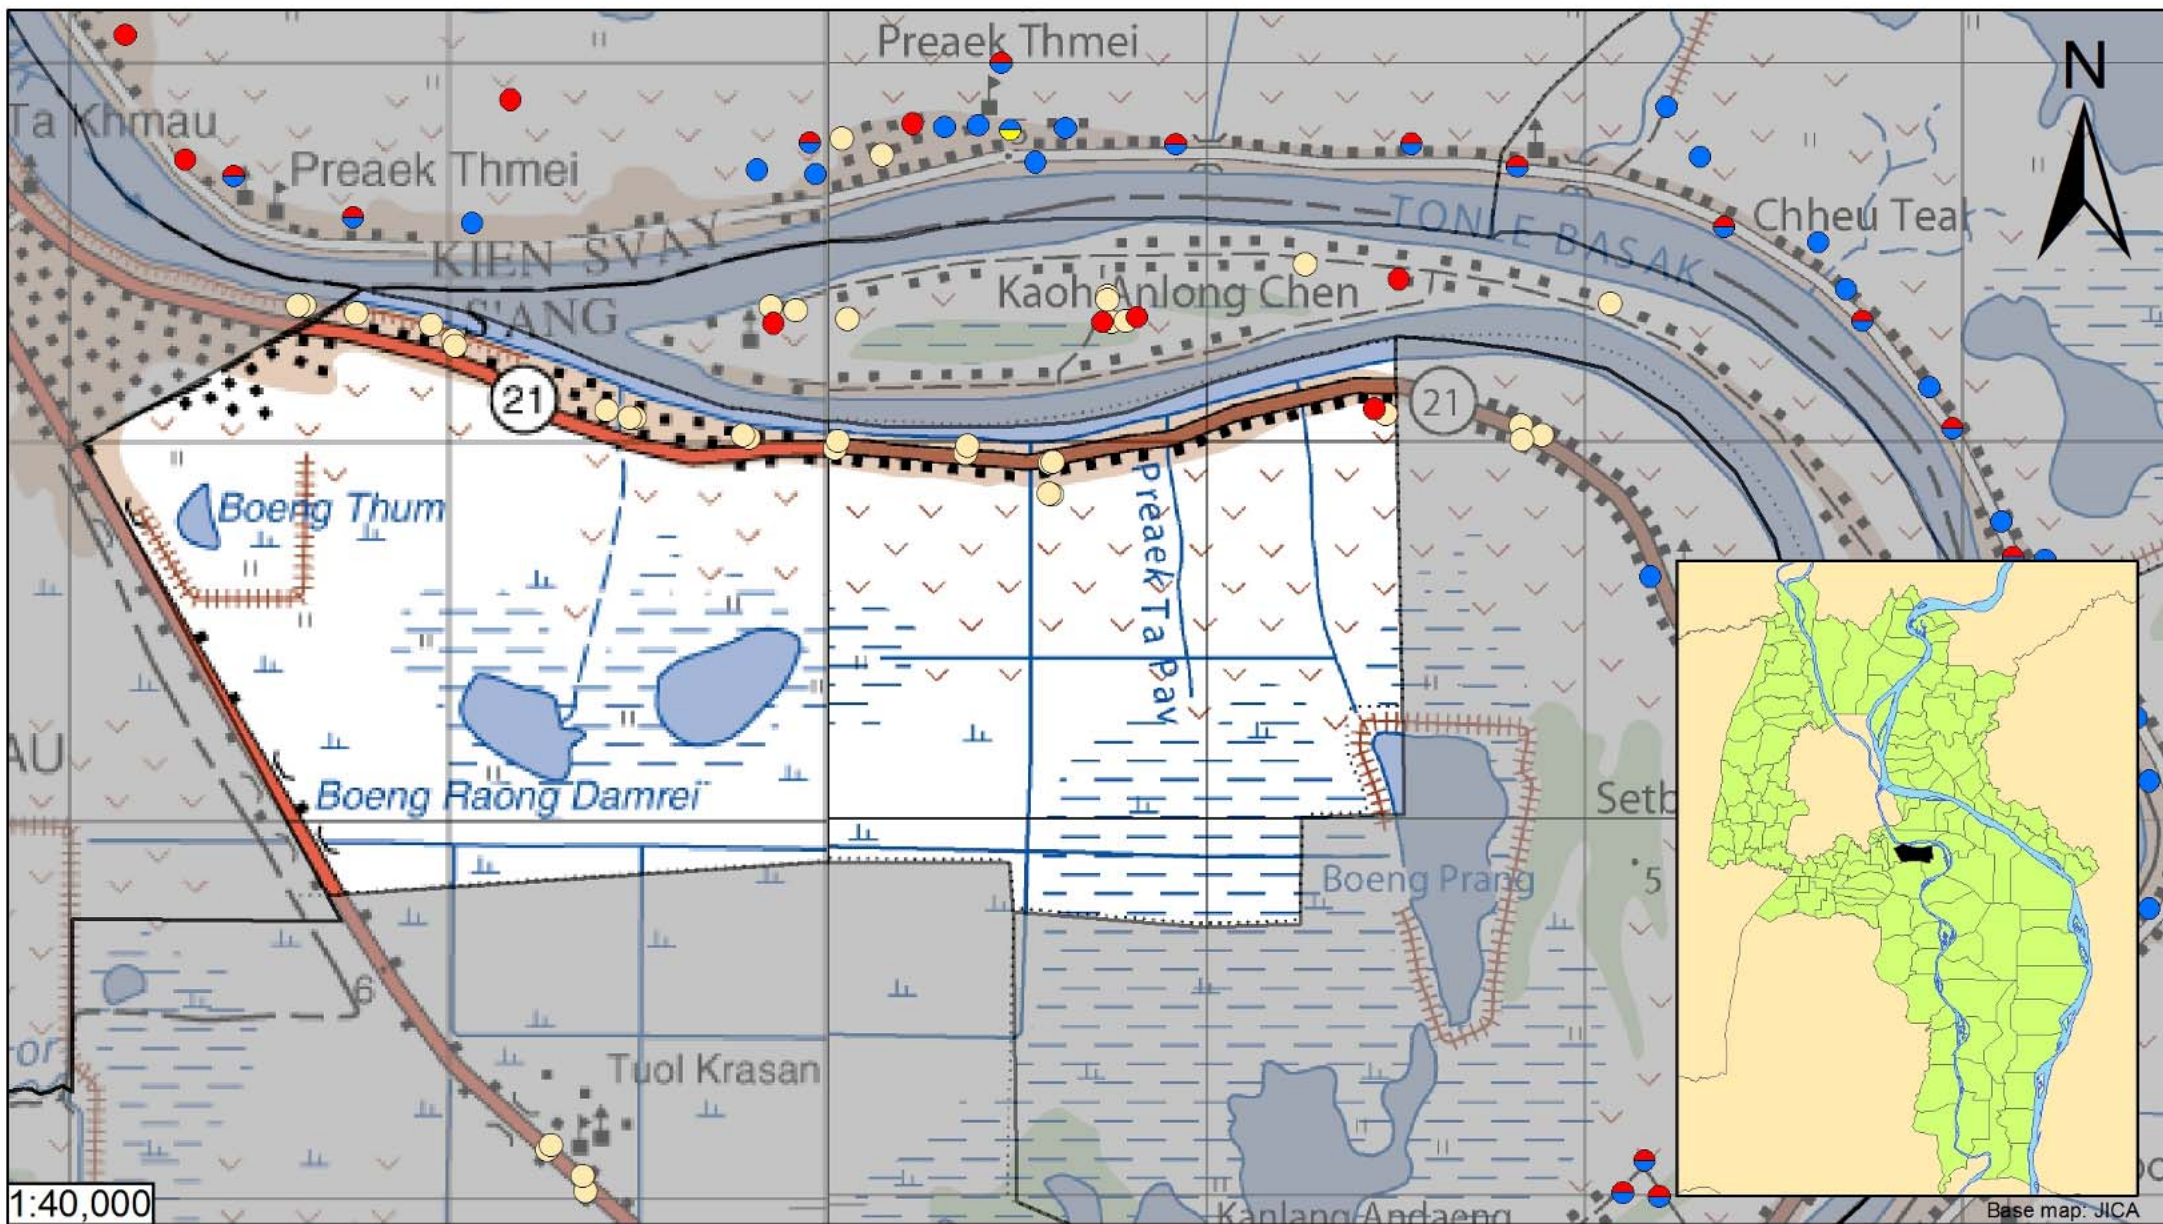 Preaek Thmei
N
Ta Khmau
Preaek Thmei
KIEN SVAY
TONLE BASAK
Chheu Teal
S'ANG
Kaoh Anlong Chen
21
21
Boeng Thum
Preaek Ta Pav
AU
Boeng Raong Damrei
Setb
Boeng Prang
5
6
or
Tuol Krasan
1:40,000
Kanlang Andaeng
Base map: JICA